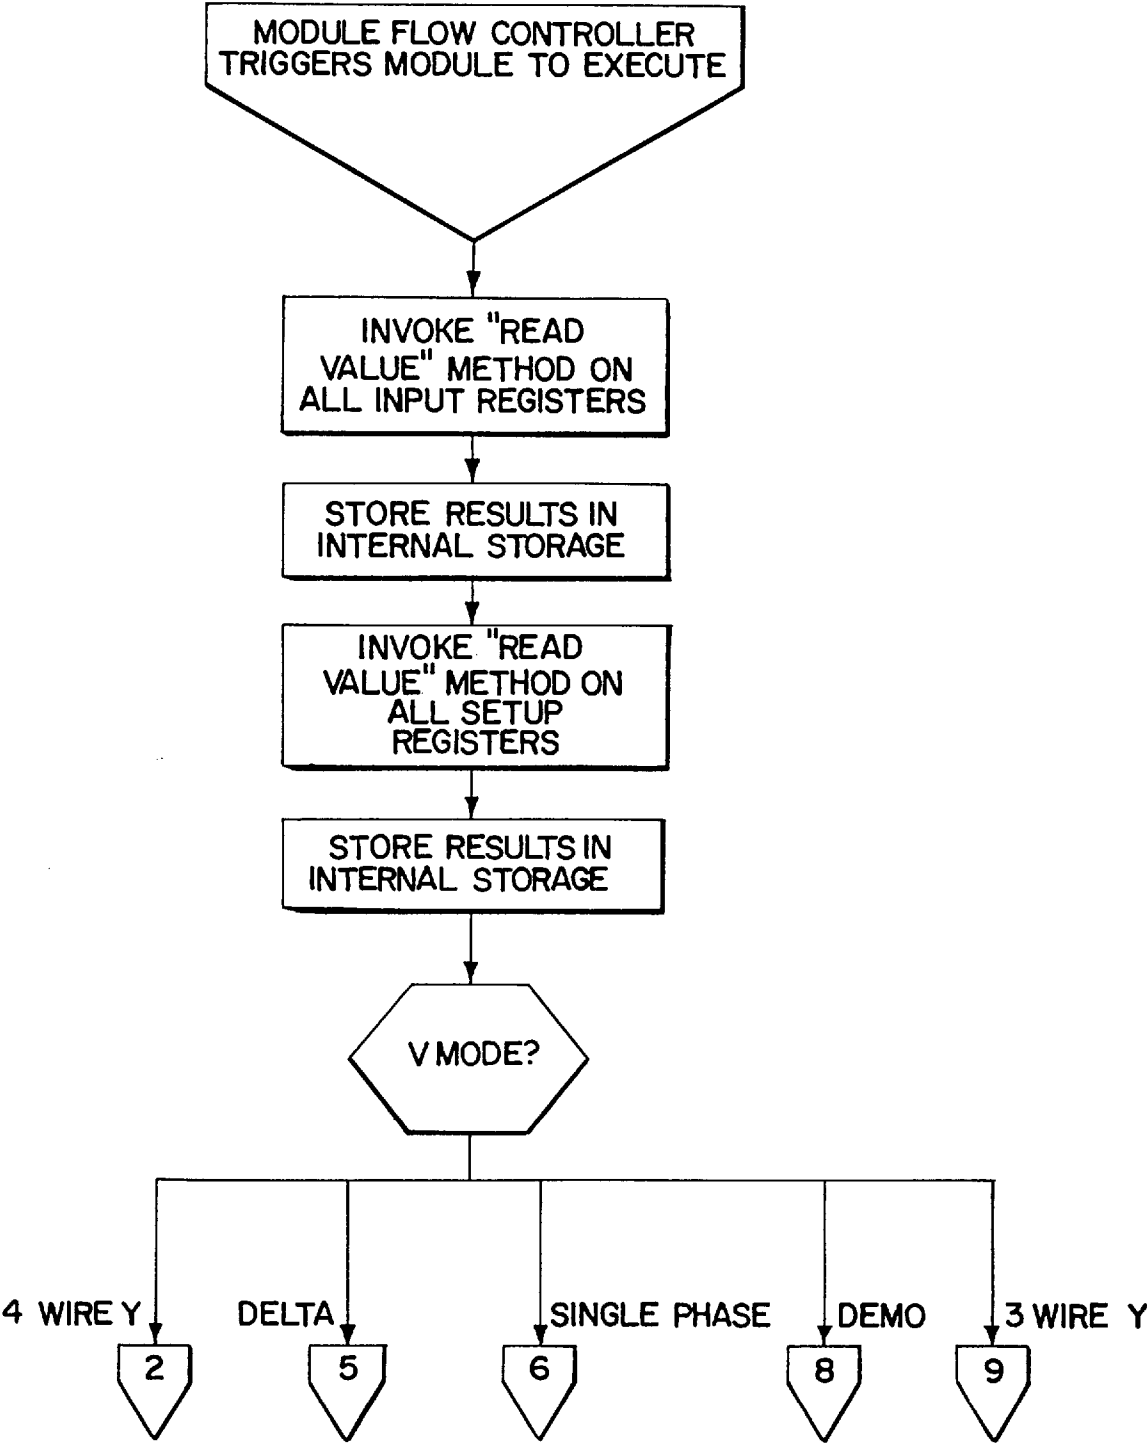 MODULE FLOW CONTROLLER
TRIGGERS MODULE TO EXECUTE
INVOKE "READ
VALUE" METHOD ON
ALL INPUT REGISTERS
STORE RESULTS IN
INTERNAL STORAGE
INVOKE "READ
VALUE" METHOD ON
ALL SETUP
REGISTERS
STORE RESULTS IN
INTERNAL STORAGE
V MODE?
4 WIRE Y
DELTA
SINGLE PHASE
DEMO
3 WIRE Y
2
5
6
8
9